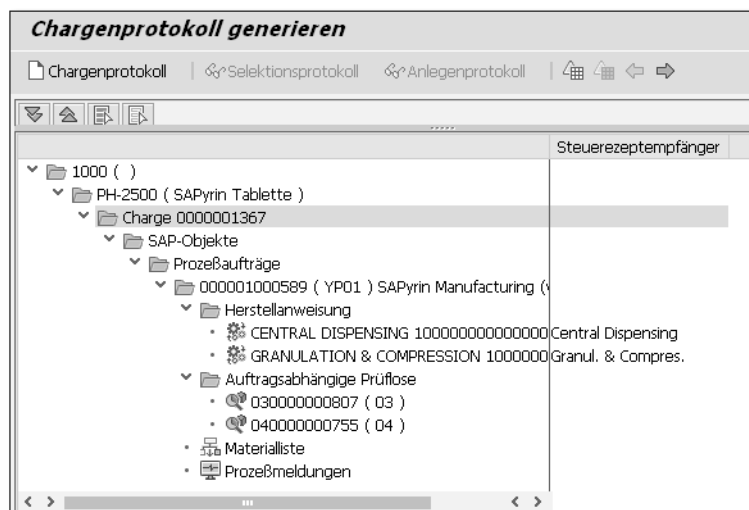 Chargenprotokoll generieren
Chargenprotokoll Selektionsprotokoll Anlegenprotokoll
Steuerezeptempfänger
1000 ( )
PH-2500 ( SAPyrin Tablette )
Charge 0000001367
SAP-Objekte
Prozeßaufträge
000001000589 ( YP01 ) SAPyrin Manufacturing (
Herstellanweisung
CENTRAL DISPENSING 100000000000000 Central Dispensing
GRANULATION & COMPRESSION 1000000 Granul. & Compres.
Auftragsabhängige Prüflose
030000000807 ( 03 )
040000000755 ( 04 )
Materialliste
Prozeßmeldungen